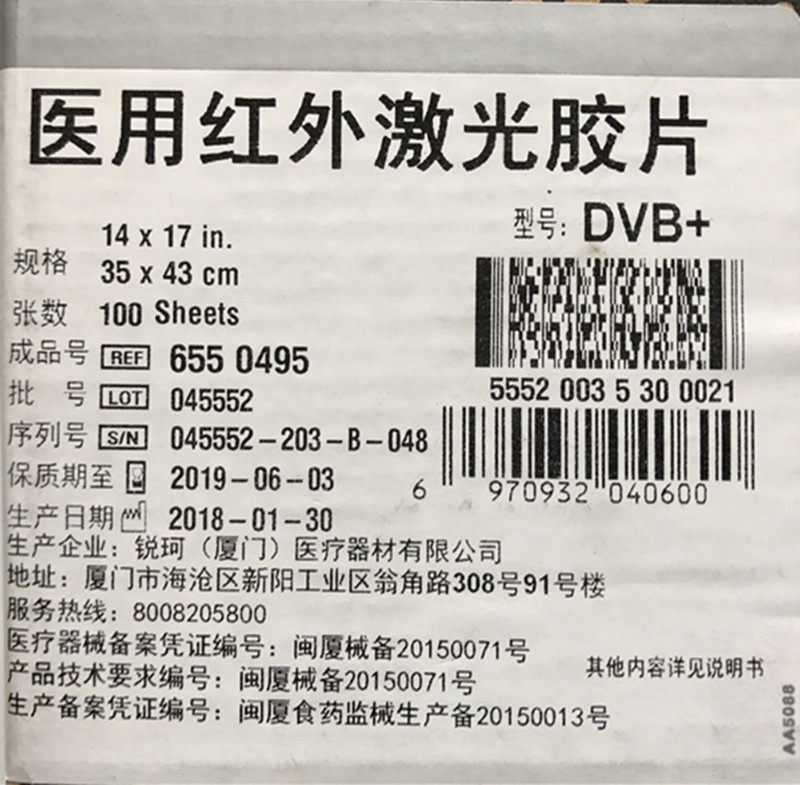 医用红外激光胶片
型号: DVB+
规格 14 x 17 in.
35 x 43 cm
张数 100 Sheets
成品号 REF 655 0495
5552 003 5 30 0021
批 号 LOT 045552
序列号 S/N 045552-203-B-048
保质期至 2019-06-03
6 970932 040600
生产日期 2018-01-30
生产企业：锐珂（厦门）医疗器材有限公司
地址：厦门市海沧区新阳工业区翁角路308号91号楼
服务热线：8008205800
医疗器械备案凭证编号：闽厦械备20150071号
产品技术要求编号：闽厦械备20150071号
其他内容详见说明书
生产备案凭证编号：闽厦食药监械生产备20150013号
AA5088